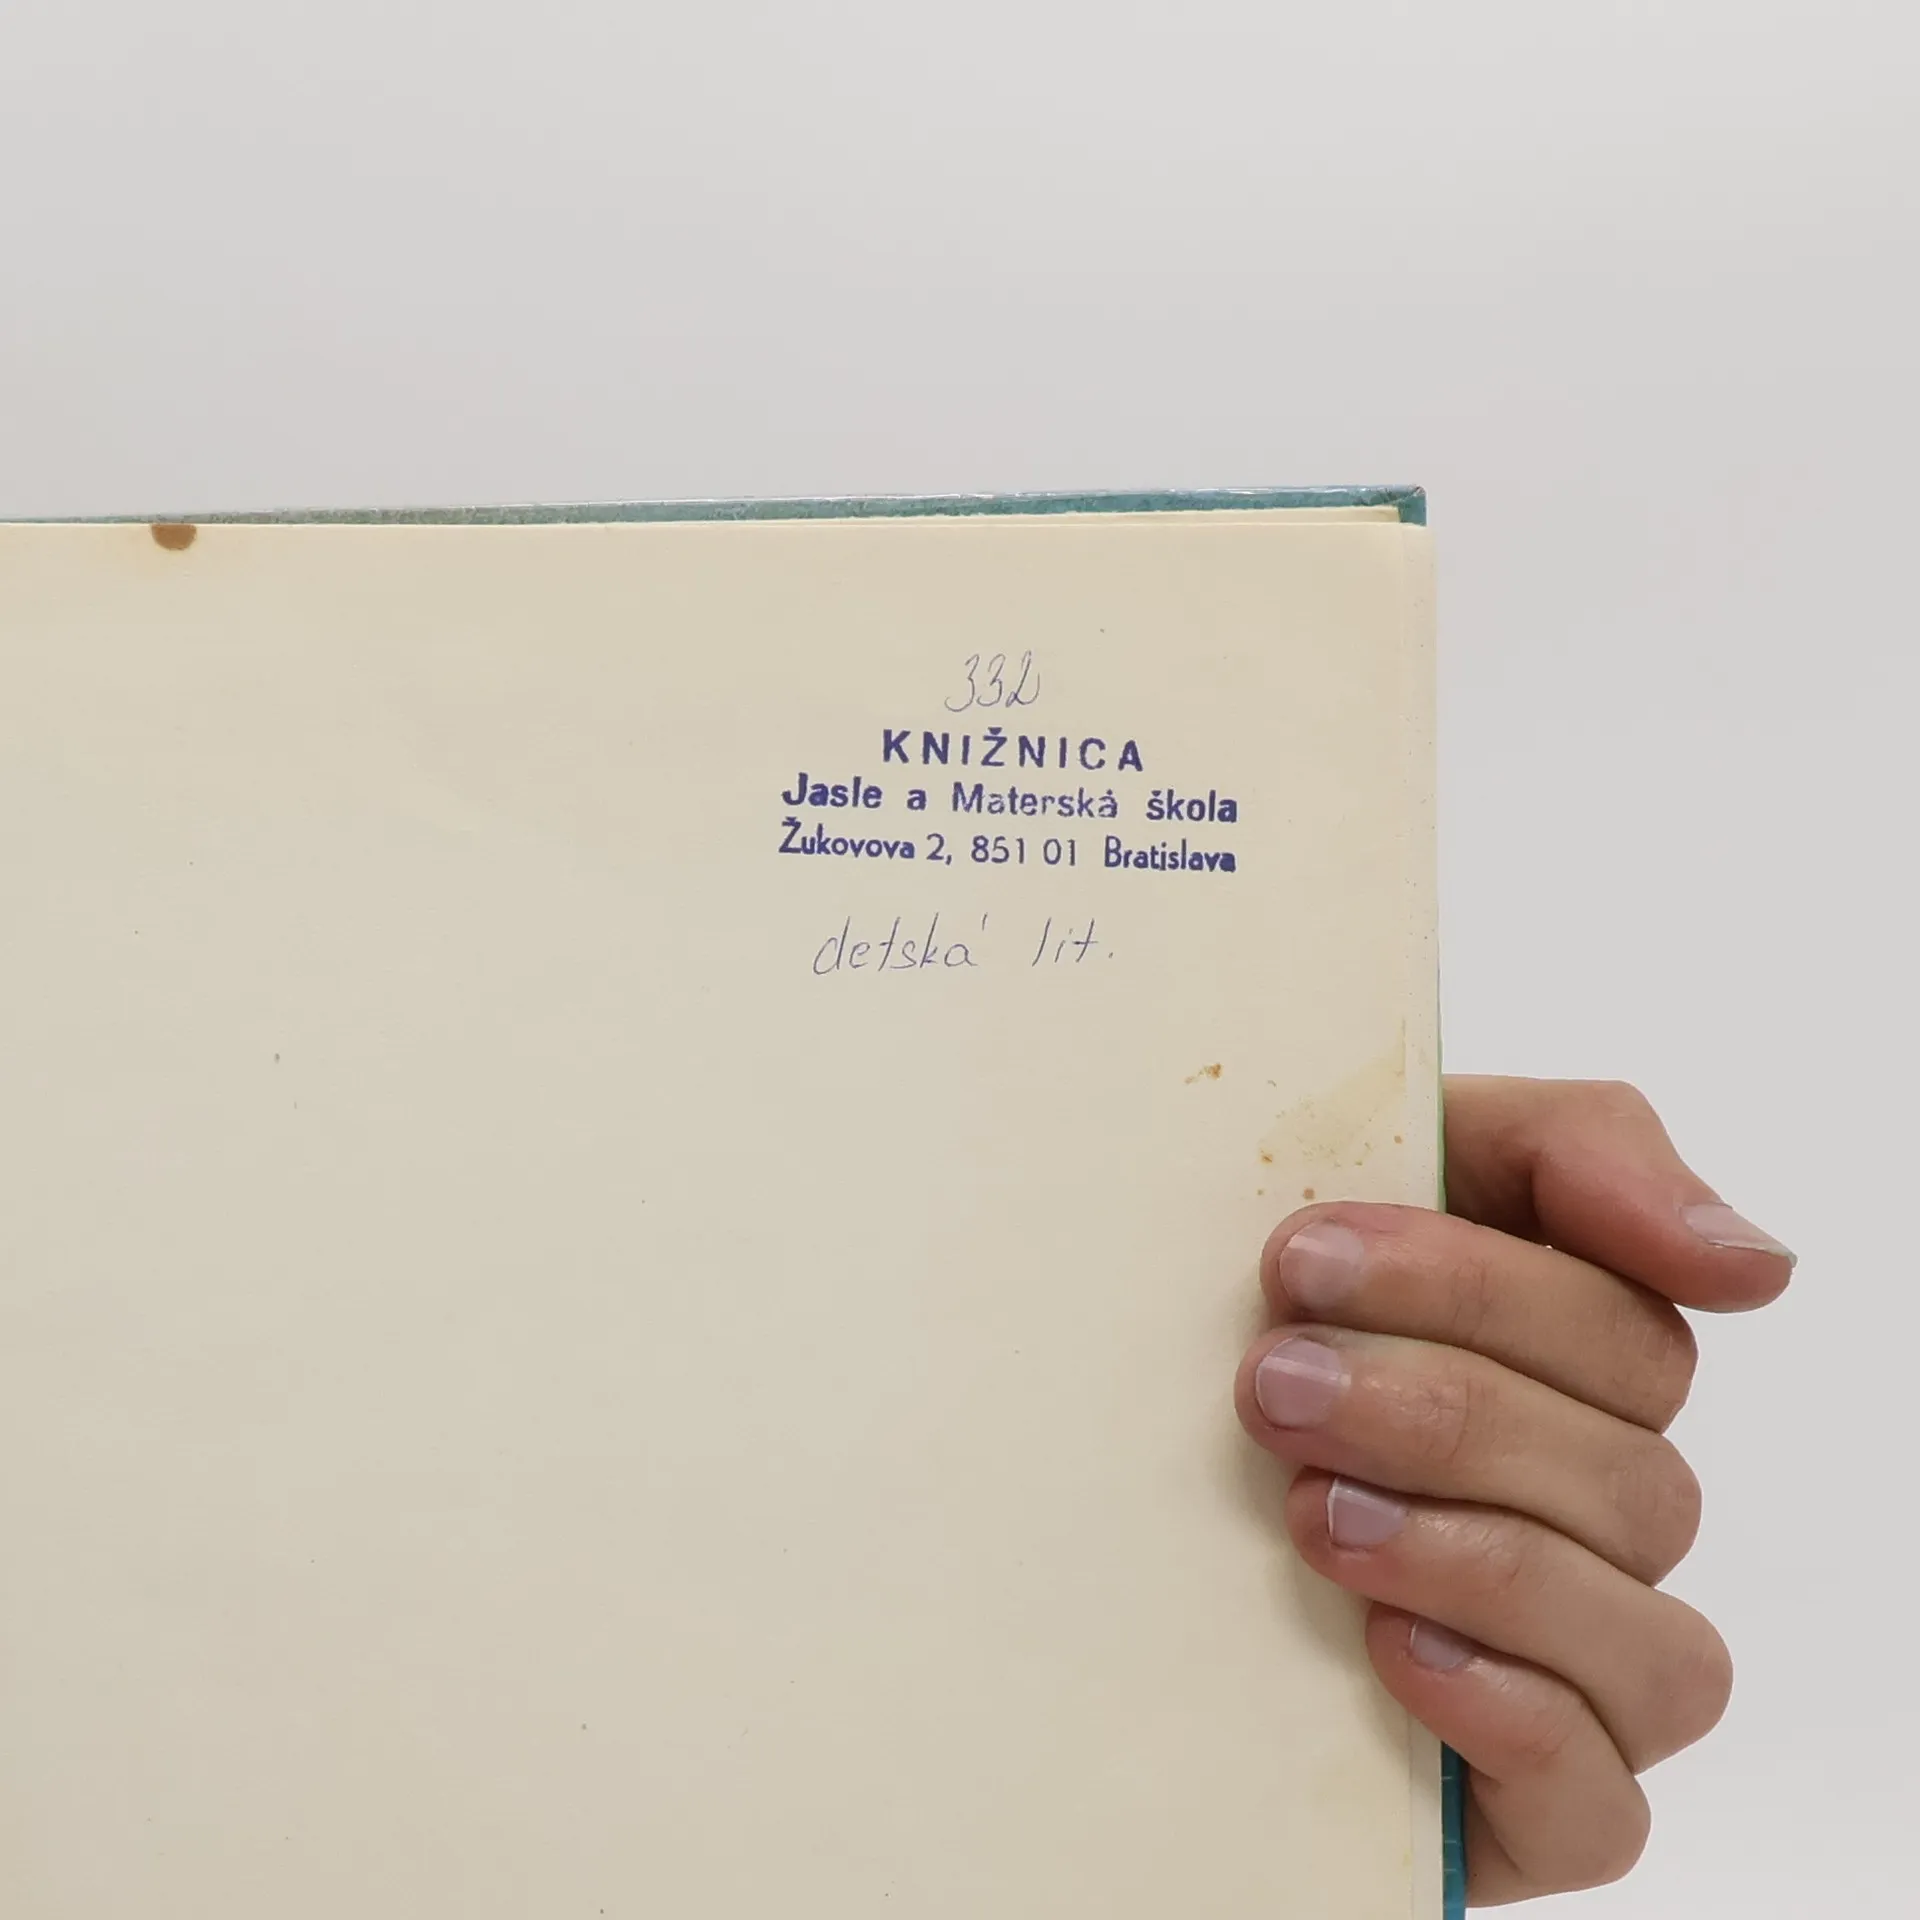 332
KNIŽNICA
Jasle a Materská škola
Žukovova 2, 851 01 Bratislava
detská lit.